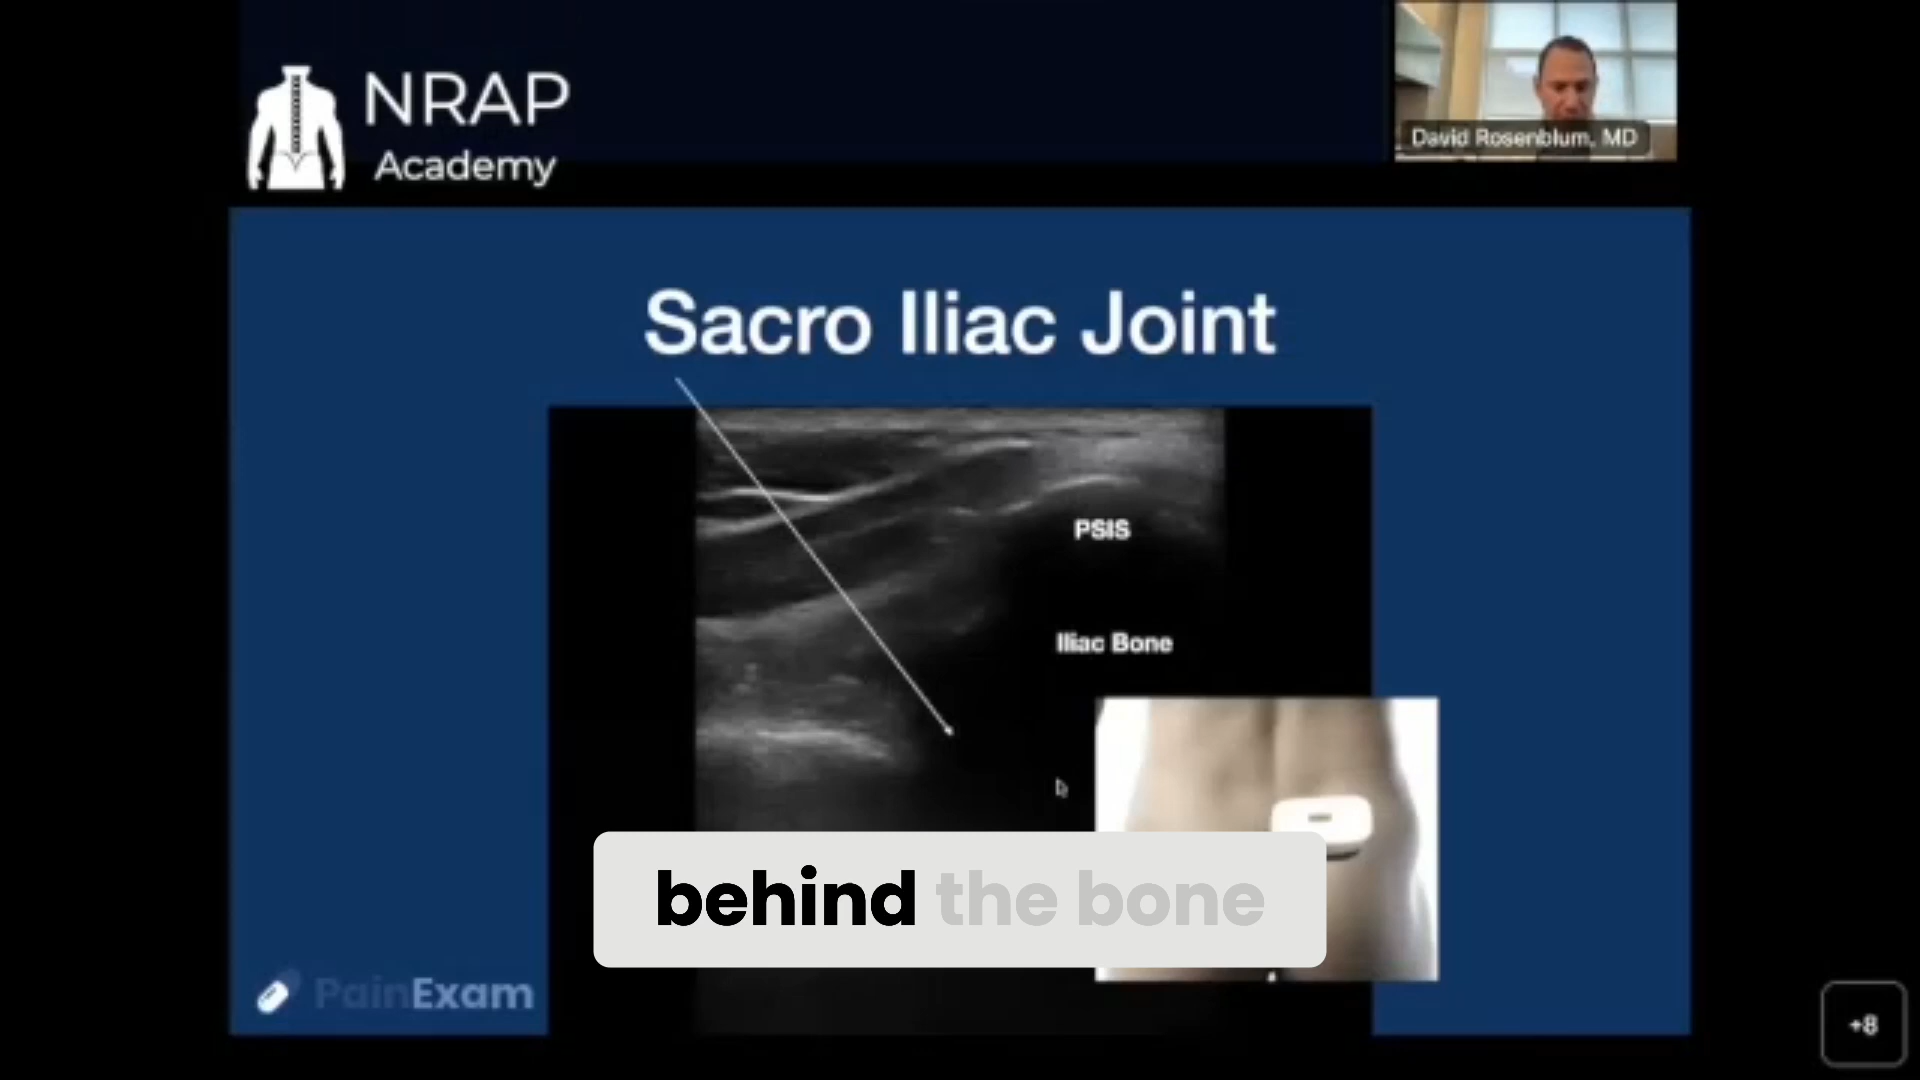 NRAP
Academy
David Rosenblum, MD
Sacro Iliac Joint
PSIS
Iliac Bone
behind the bone
PainExam
+8